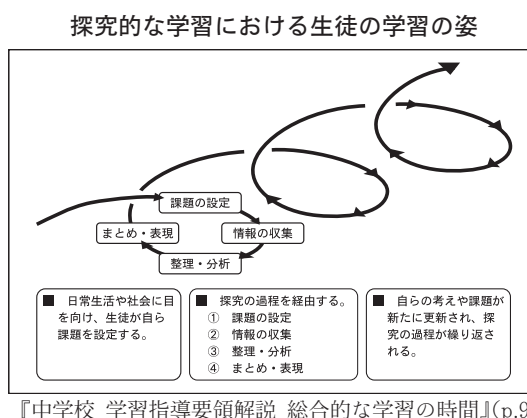 探究的な学習における生徒の学習の姿
課題の設定
まとめ・表現
情報の収集
整理・分析
■ 日常生活や社会に目
を向け、生徒が自ら
課題を設定する。
■ 探究の過程を経由する。
① 課題の設定
② 情報の収集
③ 整理・分析
④ まとめ・表現
■ 自らの考えや課題が
新たに更新され、探
究の過程が繰り返さ
れる。
『中学校 学習指導要領解説 総合的な学習の時間』(p.9